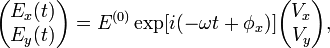 \begin{pmatrix} E_x(t) \\ E_y(t) \end{pmatrix} = E^{(0)} \exp[i(-\omega t + \phi_x)] \begin{pmatrix} V_x \\ V_y \end{pmatrix},